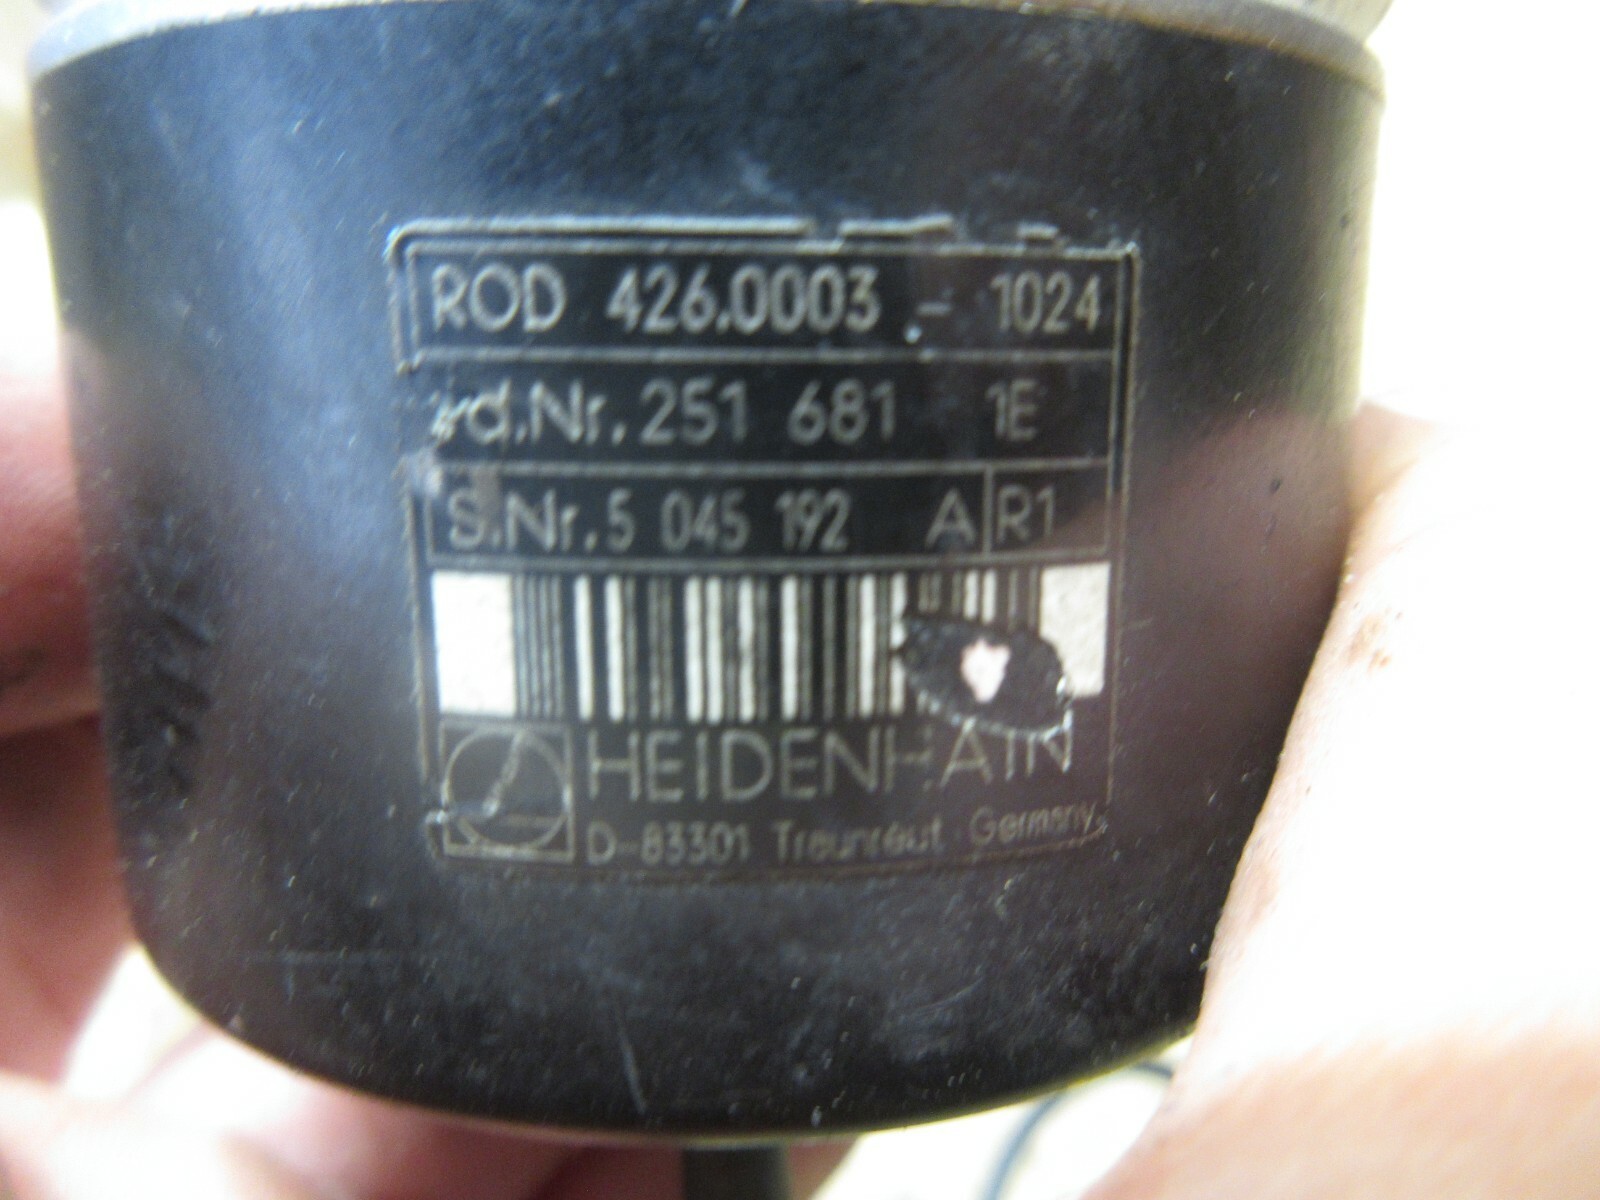 ROD 426.0003 - 1024
d.Nr. 251 681 1E
S.Nr. 5 045 192 A R1
HEIDENHAIN
D-83301 Traunreut Germany